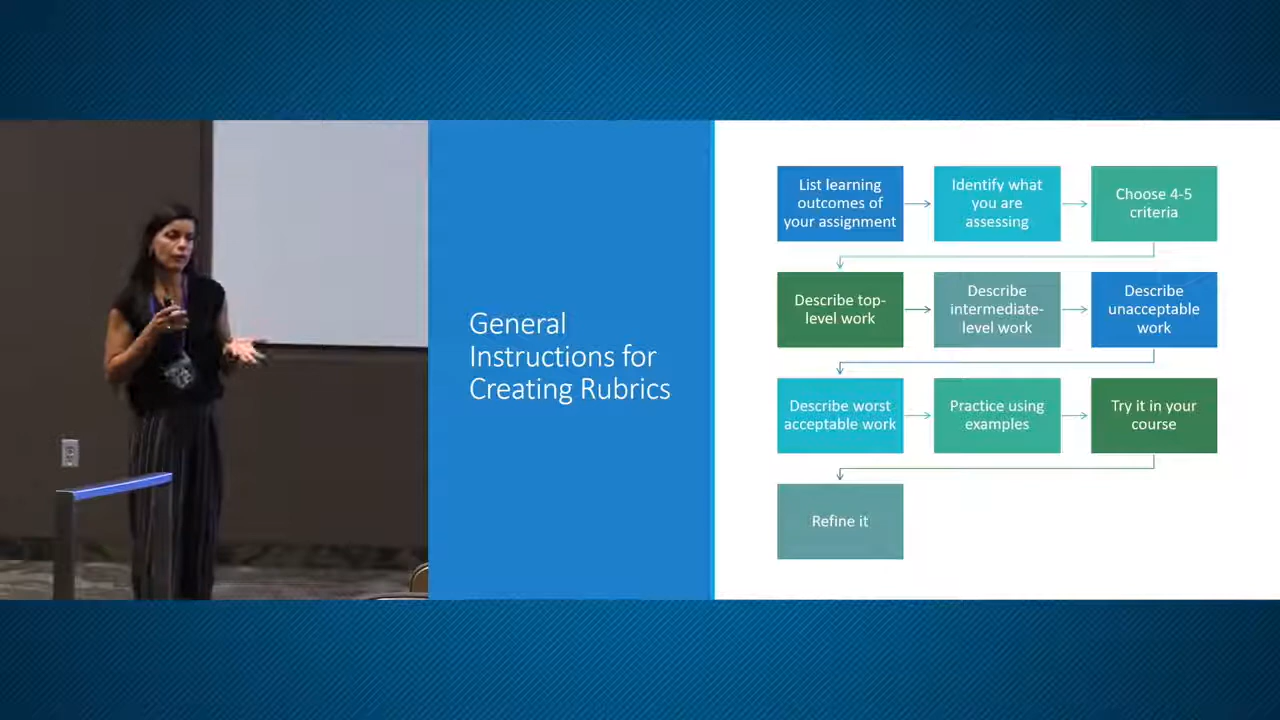 General
Instructions for
Creating Rubrics
List learning
outcomes of
your assignment
Identify what
you are
assessing
Choose 4-5
criteria
Describe top-
level work
Describe
intermediate-
level work
Describe
unacceptable
work
Describe worst
acceptable work
Practice using
examples
Try it in your
course
Refine it